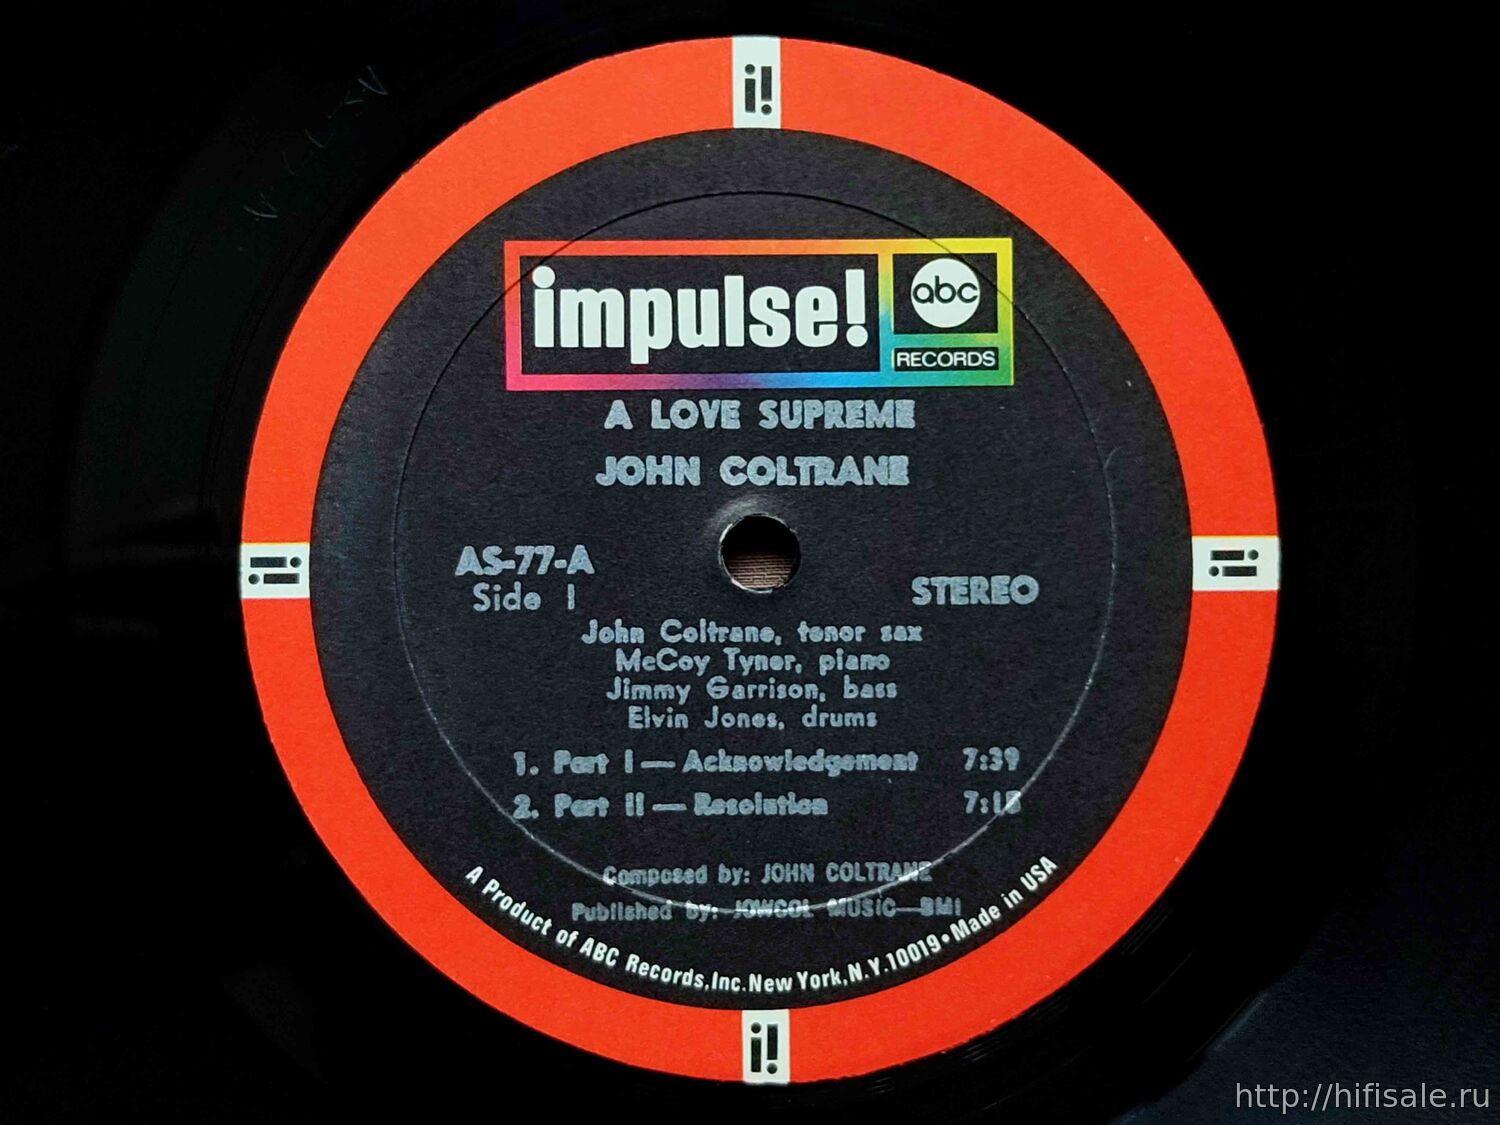 i!
impulse!
abc
RECORDS
A LOVE SUPREME
JOHN COLTRANE
AS-77-A
Side 1
STEREO
i!
i!
John Coltrane, tenor sax
McCoy Tyner, piano
Jimmy Garrison, bass
Elvin Jones, drums
1. Part I — Acknowledgement 7:39
2. Part II — Resolution 7:18
Composed by: JOHN COLTRANE
Published by: JOWCOL MUSIC—BMI
A Product of ABC Records, Inc. New York, N.Y. 10019 • Made in USA
i!
http://hifisale.ru